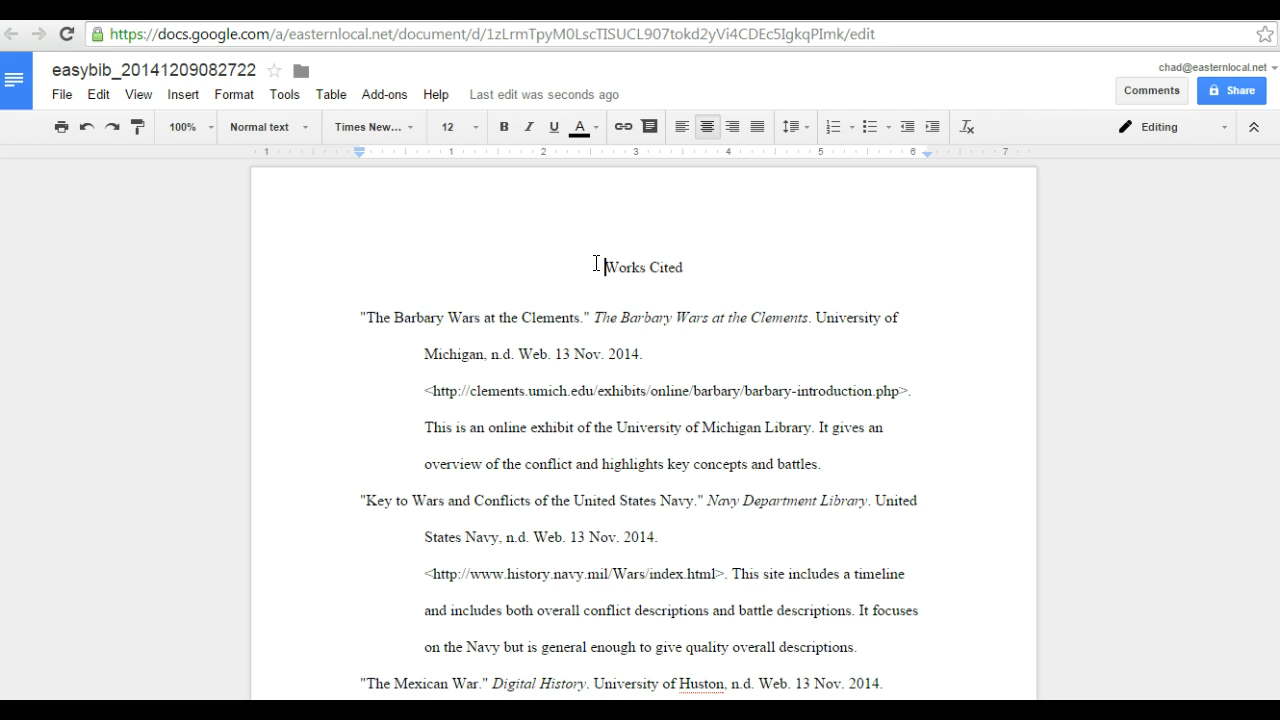 https://docs.google.com/a/easternlocal.net/document/d/1zLrmTpyM0LscTISUCL907tokd2yVi4CDEc5IgkqPImk/edit
easybib_20141209082722
chad@easternlocal.net
File Edit View Insert Format Tools Table Add-ons Help Last edit was seconds ago
Comments Share
100% Normal text Times New... 12 B I U A Editing
1 1 2 3 4 5 6 7
Works Cited
"The Barbary Wars at the Clements." The Barbary Wars at the Clements. University of
Michigan, n.d. Web. 13 Nov. 2014.
<http://clements.umich.edu/exhibits/online/barbary/barbary-introduction.php>.
This is an online exhibit of the University of Michigan Library. It gives an
overview of the conflict and highlights key concepts and battles.
"Key to Wars and Conflicts of the United States Navy." Navy Department Library. United
States Navy, n.d. Web. 13 Nov. 2014.
<http://www.history.navy.mil/Wars/index.html>. This site includes a timeline
and includes both overall conflict descriptions and battle descriptions. It focuses
on the Navy but is general enough to give quality overall descriptions.
"The Mexican War." Digital History. University of Huston, n.d. Web. 13 Nov. 2014.